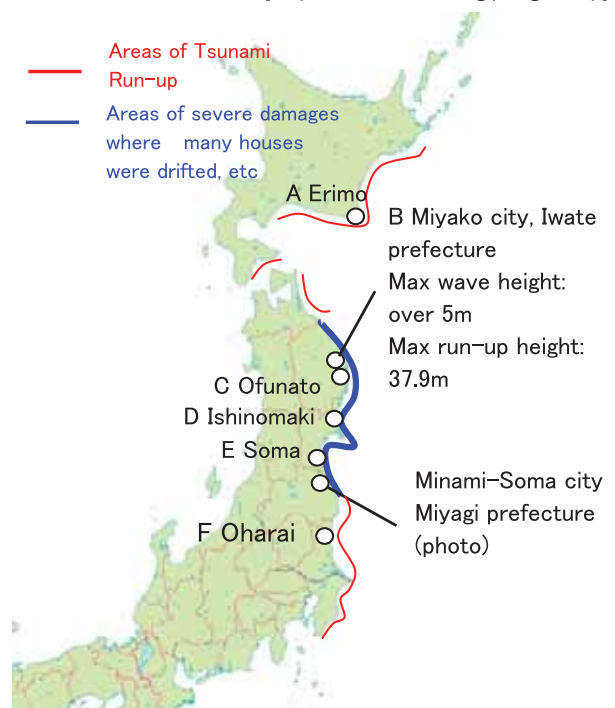 Areas of Tsunami
Run-up
Areas of severe damages
where many houses
were drifted, etc
A Erimo
B Miyako city, Iwate
prefecture
Max wave height:
over 5m
Max run-up height:
37.9m
C Ofunato
D Ishinomaki
E Soma
Minami-Soma city
Miyagi prefecture
(photo)
F Oharai